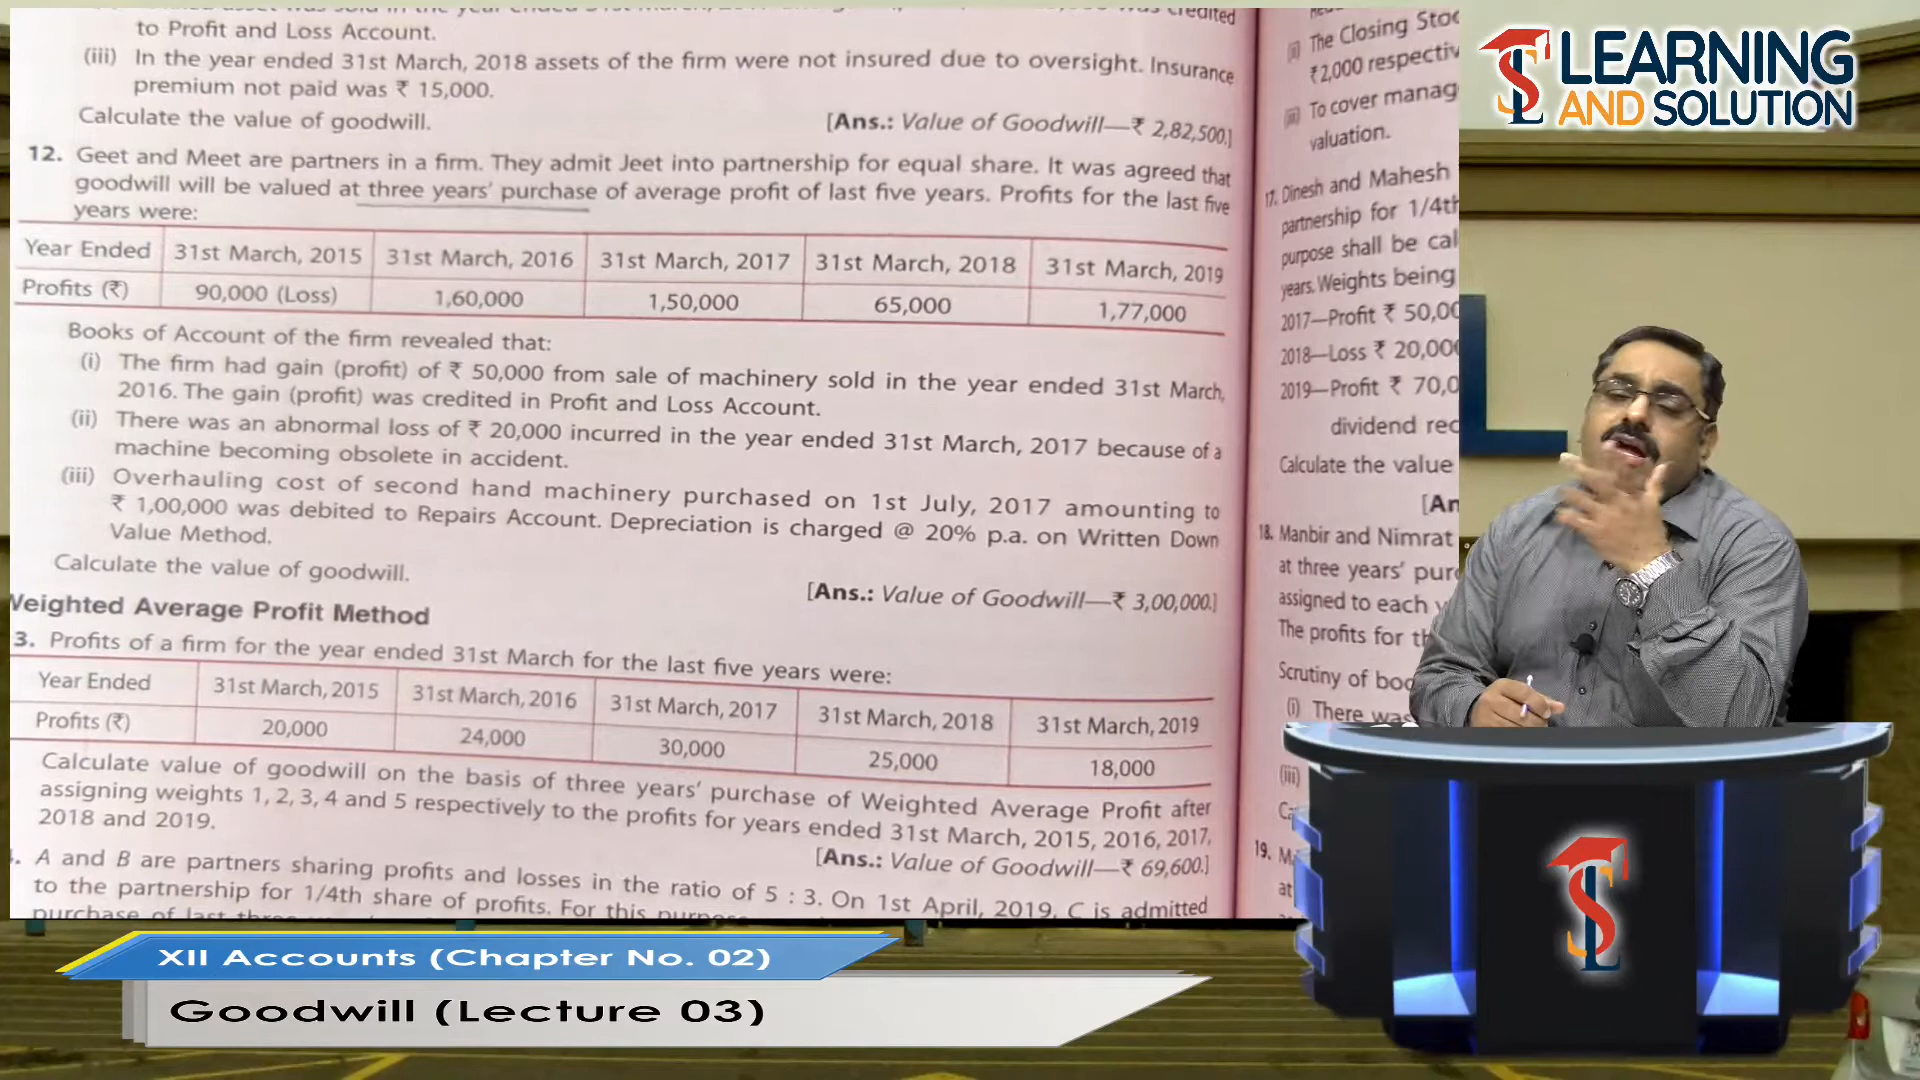 to Profit and Loss Account.
(iii) In the year ended 31st March, 2018 assets of the firm were not insured due to oversight. Insurance
premium not paid was ₹ 15,000.
Calculate the value of goodwill.
[Ans.: Value of Goodwill—₹ 2,82,500.]
12. Geet and Meet are partners in a firm. They admit Jeet into partnership for equal share. It was agreed that
goodwill will be valued at three years' purchase of average profit of last five years. Profits for the last five
years were:
Year Ended 31st March, 2015 31st March, 2016 31st March, 2017 31st March, 2018 31st March, 2019
Profits (₹) 90,000 (Loss) 1,60,000 1,50,000 65,000 1,77,000
Books of Account of the firm revealed that:
(i) The firm had gain (profit) of ₹ 50,000 from sale of machinery sold in the year ended 31st March,
2016. The gain (profit) was credited in Profit and Loss Account.
(ii) There was an abnormal loss of ₹ 20,000 incurred in the year ended 31st March, 2017 because of a
machine becoming obsolete in accident.
(iii) Overhauling cost of second hand machinery purchased on 1st July, 2017 amounting to
₹ 1,00,000 was debited to Repairs Account. Depreciation is charged @ 20% p.a. on Written Down
Value Method.
Calculate the value of goodwill.
[Ans.: Value of Goodwill—₹ 3,00,000.]
Weighted Average Profit Method
3. Profits of a firm for the year ended 31st March for the last five years were:
Year Ended 31st March, 2015 31st March, 2016 31st March, 2017 31st March, 2018 31st March, 2019
Profits (₹) 20,000 24,000 30,000 25,000 18,000
Calculate value of goodwill on the basis of three years' purchase of Weighted Average Profit after
assigning weights 1, 2, 3, 4 and 5 respectively to the profits for years ended 31st March, 2015, 2016, 2017,
2018 and 2019.
[Ans.: Value of Goodwill—₹ 69,600.]
. A and B are partners sharing profits and losses in the ratio of 5 : 3. On 1st April, 2019, C is admitted
to the partnership for 1/4th share of profits. For this
The Closing
₹ 2,000
To cover
valuation.
17. Dinesh and Mahesh
partnership for
purpose shall be
years. Weights being
2017—Profit ₹
2018—Loss ₹
2019—Profit ₹
dividend
Calculate the value
18. Manbir and Nimrat
at three years'
assigned to each
The profits for
Scrutiny of
(i) There was
(iii)
19.
at
LEARNING
AND SOLUTION
XII Accounts (Chapter No. 02)
Goodwill (Lecture 03)